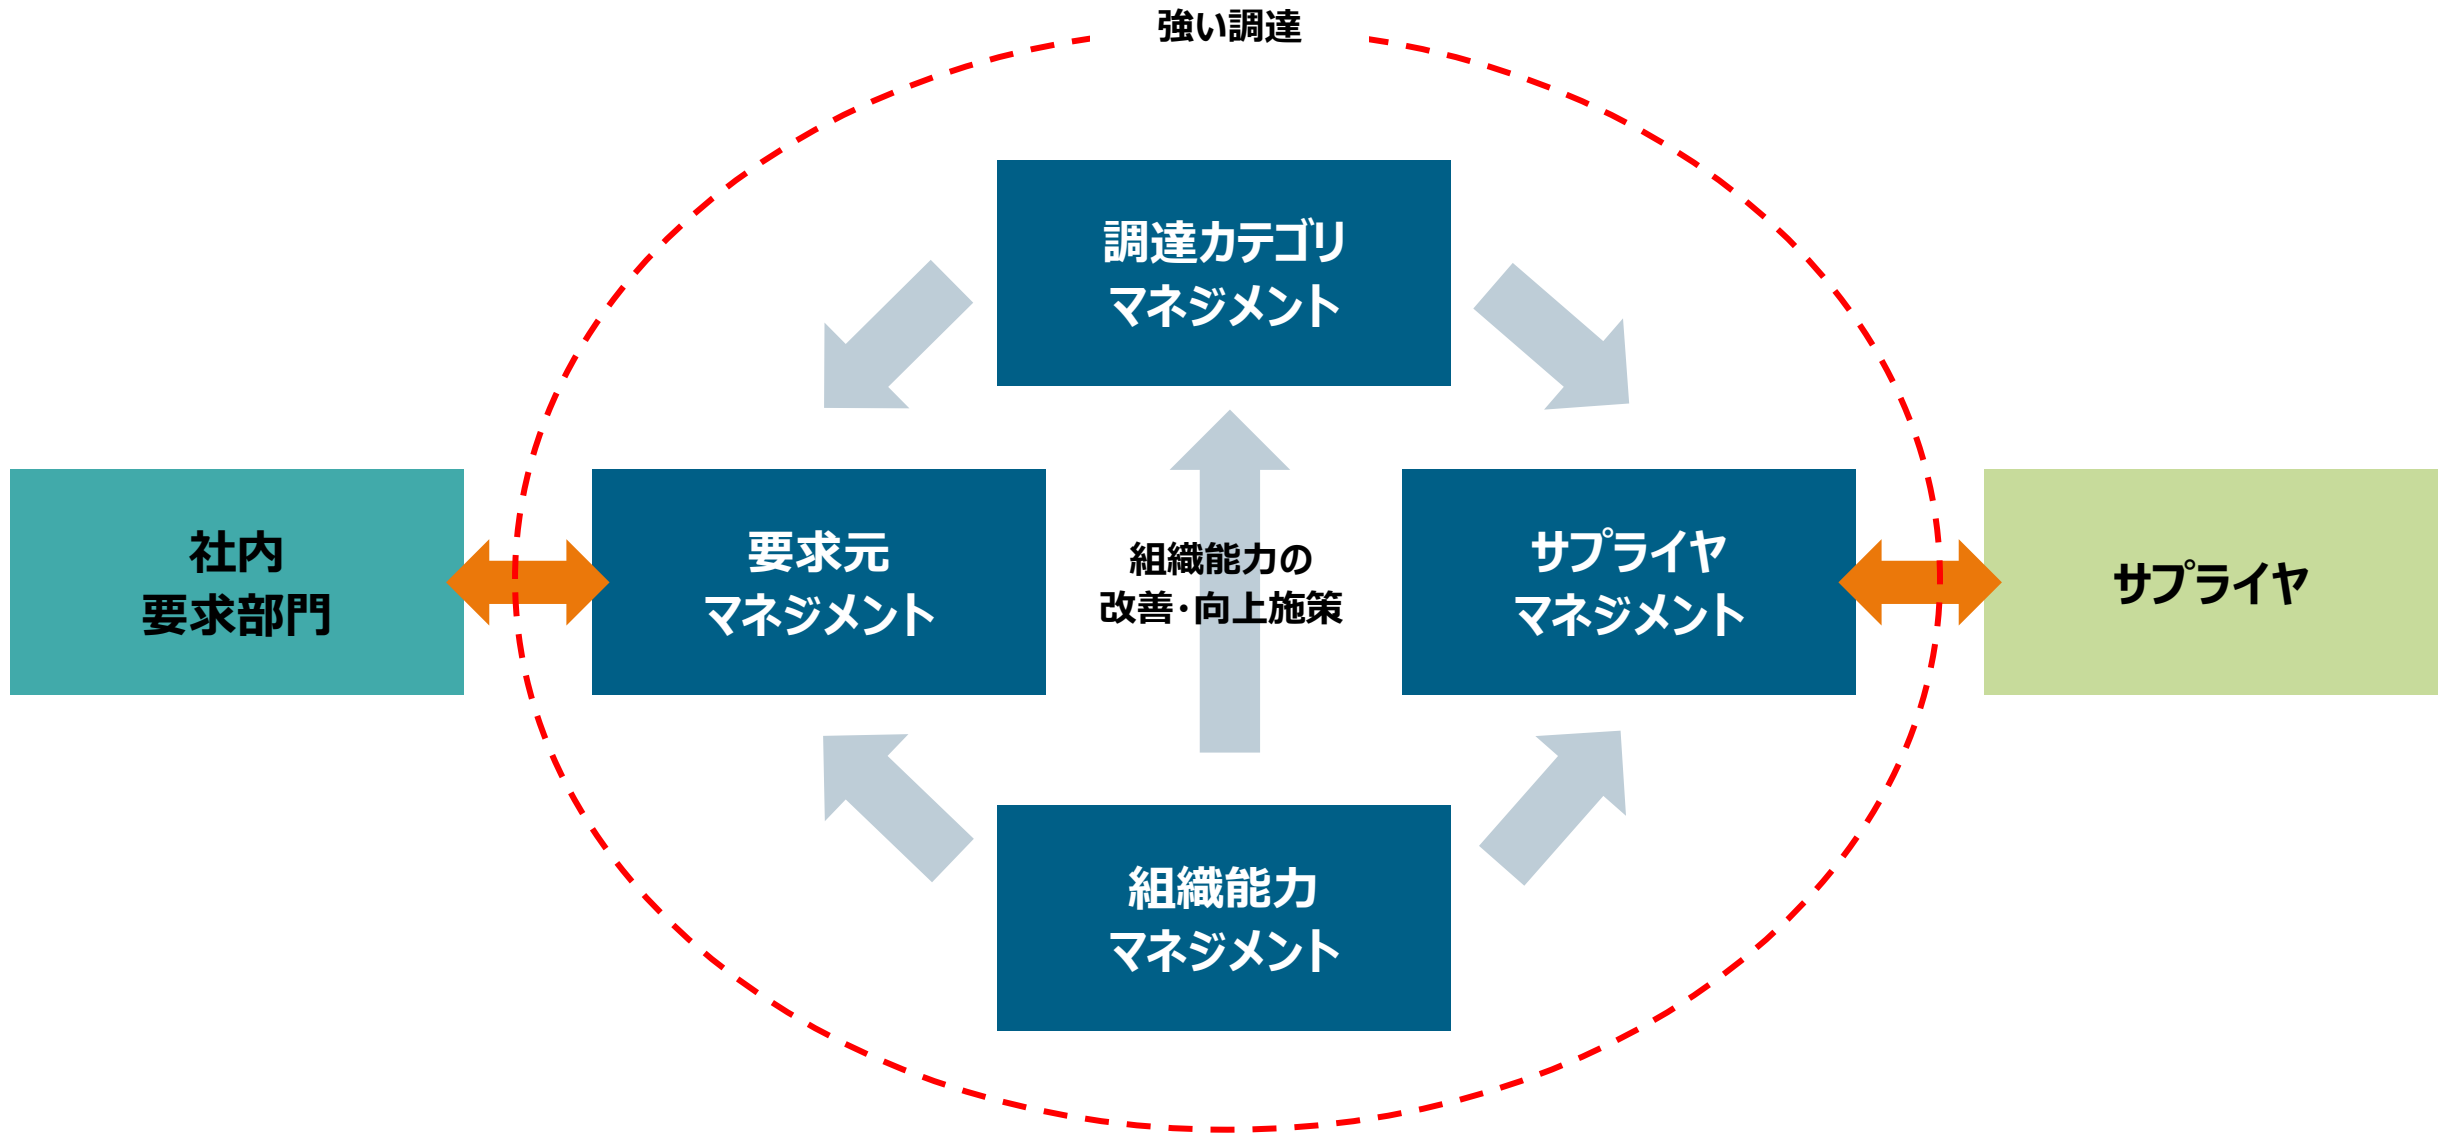 強い調達
調達カテゴリ
マネジメント
社内
要求部門
要求元
マネジメント
組織能力の
改善・向上施策
サプライヤ
マネジメント
サプライヤ
組織能力
マネジメント